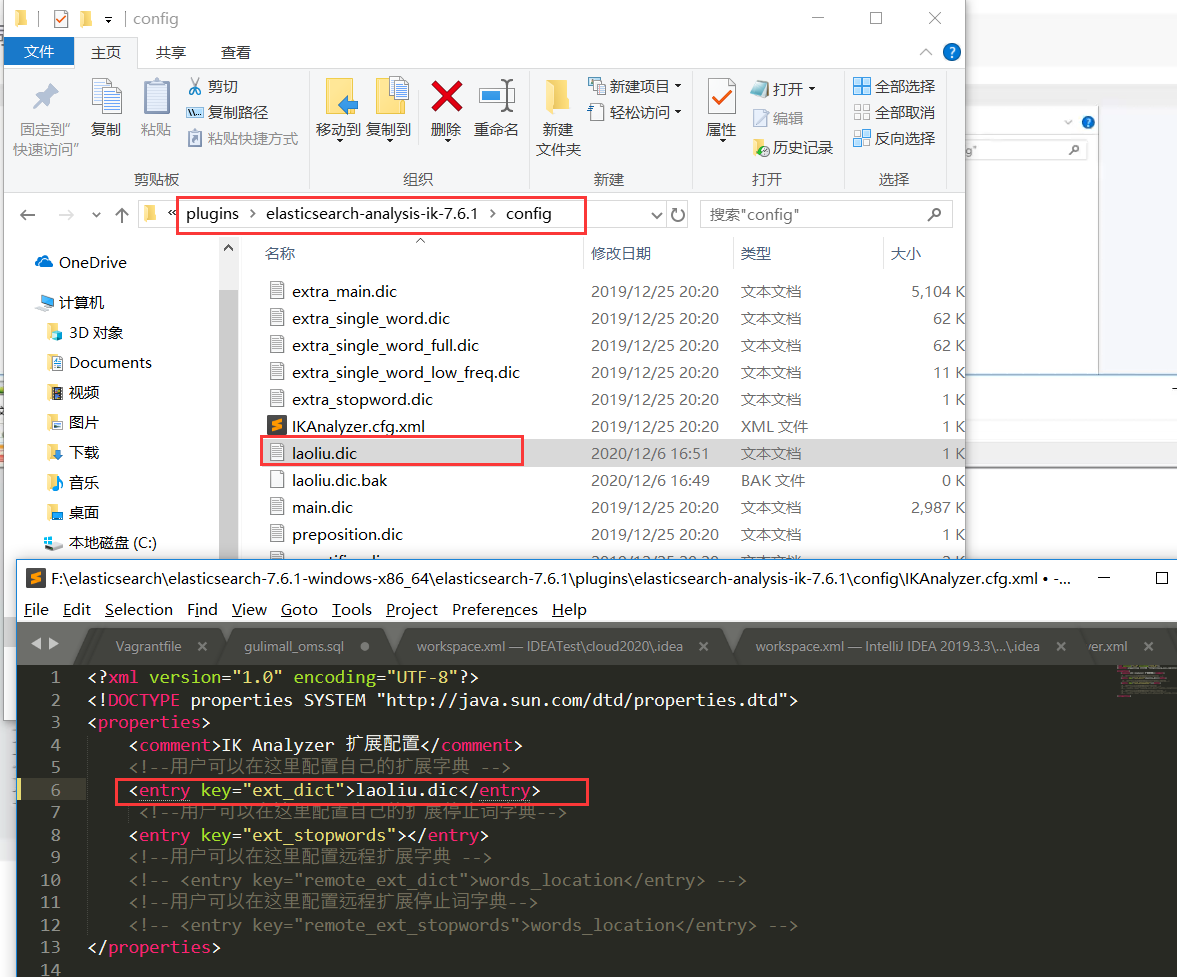 config
文件 主页 共享 查看
固定到“快速访问” 复制 粘贴 剪切 复制路径 粘贴快捷方式
移动到 复制到 删除 重命名
新建文件夹 新建项目 轻松访问
属性 打开 编辑 历史记录
全部选择 全部取消 反向选择
剪贴板 组织 新建 打开 选择
« plugins > elasticsearch-analysis-ik-7.6.1 > config
搜索"config"
OneDrive
计算机
3D 对象
Documents
视频
图片
下载
音乐
桌面
本地磁盘 (C:)
名称 修改日期 类型 大小
extra_main.dic 2019/12/25 20:20 文本文档 5,104 K
extra_single_word.dic 2019/12/25 20:20 文本文档 62 K
extra_single_word_full.dic 2019/12/25 20:20 文本文档 62 K
extra_single_word_low_freq.dic 2019/12/25 20:20 文本文档 11 K
extra_stopword.dic 2019/12/25 20:20 文本文档 1 K
IKAnalyzer.cfg.xml 2019/12/25 20:20 XML 文件 1 K
laoliu.dic 2020/12/6 16:51 文本文档 1 K
laoliu.dic.bak 2020/12/6 16:49 BAK 文件 0 K
main.dic 2019/12/25 20:20 文本文档 2,987 K
preposition.dic 2019/12/25 20:20 文本文档 1 K
F:\elasticsearch\elasticsearch-7.6.1-windows-x86_64\elasticsearch-7.6.1\plugins\elasticsearch-analysis-ik-7.6.1\config\IKAnalyzer.cfg.xml • -...
File Edit Selection Find View Goto Tools Project Preferences Help
Vagrantfile gulimall_oms.sql workspace.xml — IDEATest\cloud2020\.idea workspace.xml — IntelliJ IDEA 2019.3.3\...\.idea ver.xml
1 <?xml version="1.0" encoding="UTF-8"?>
2 <!DOCTYPE properties SYSTEM "http://java.sun.com/dtd/properties.dtd">
3 <properties>
4 <comment>IK Analyzer 扩展配置</comment>
5 <!--用户可以在这里配置自己的扩展字典 -->
6 <entry key="ext_dict">laoliu.dic</entry>
7 <!--用户可以在这里配置自己的扩展停止词字典-->
8 <entry key="ext_stopwords"></entry>
9 <!--用户可以在这里配置远程扩展字典 -->
10 <!-- <entry key="remote_ext_dict">words_location</entry> -->
11 <!--用户可以在这里配置远程扩展停止词字典-->
12 <!-- <entry key="remote_ext_stopwords">words_location</entry> -->
13 </properties>
14